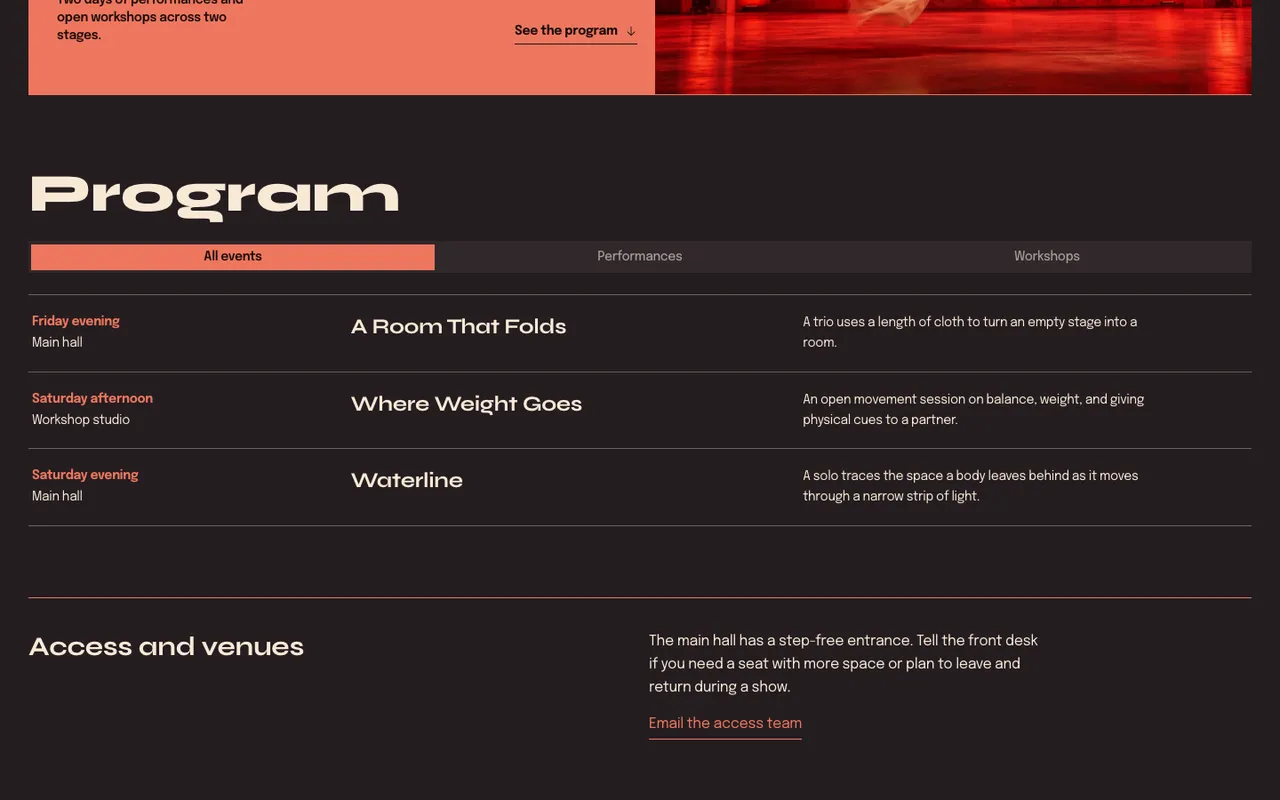 Two days of performances and
open workshops across two
stages.
See the program ↓
Program
All events
Performances
Workshops
Friday evening
Main hall
A Room That Folds
A trio uses a length of cloth to turn an empty stage into a
room.
Saturday afternoon
Workshop studio
Where Weight Goes
An open movement session on balance, weight, and giving
physical cues to a partner.
Saturday evening
Main hall
Waterline
A solo traces the space a body leaves behind as it moves
through a narrow strip of light.
Access and venues
The main hall has a step-free entrance. Tell the front desk
if you need a seat with more space or plan to leave and
return during a show.
Email the access team